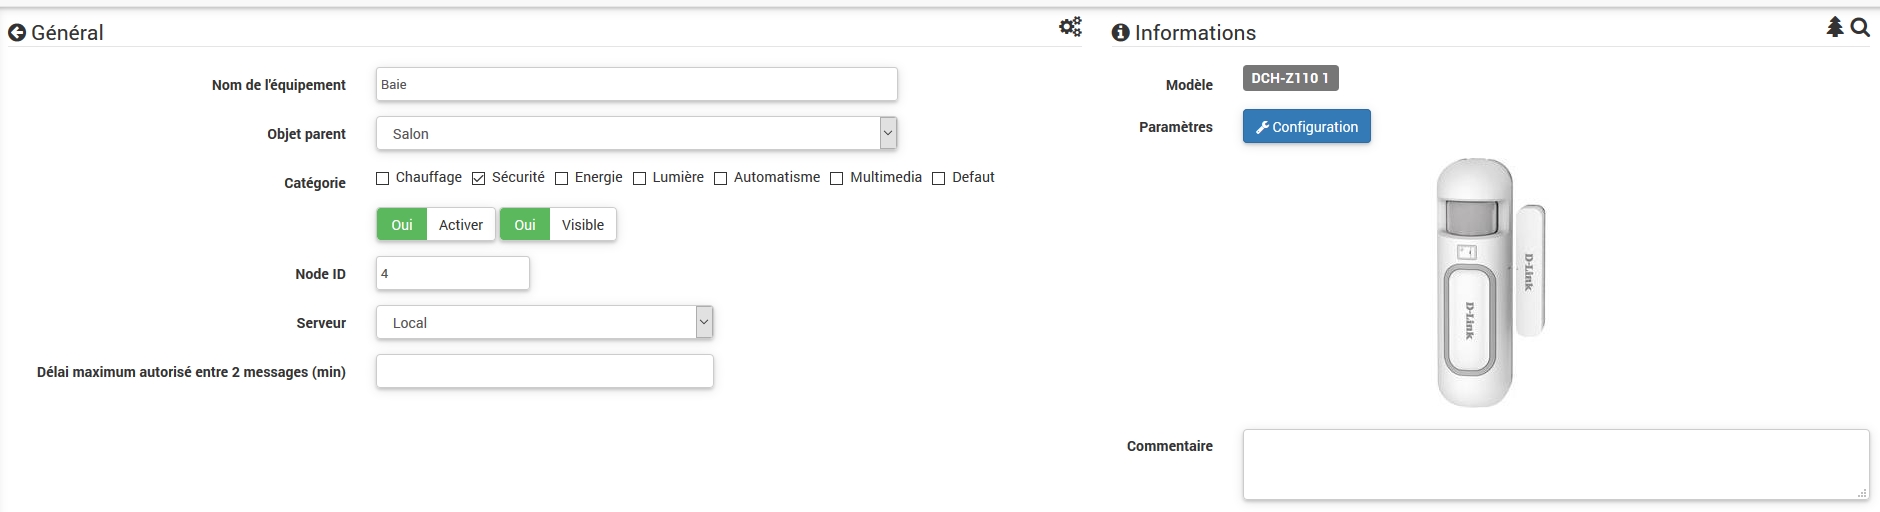 Général
Nom de l'équipement
Baie
Objet parent
Salon
Catégorie
Chauffage Sécurité Energie Lumière Automatisme Multimedia Defaut
Oui Activer Oui Visible
Node ID
4
Serveur
Local
Délai maximum autorisé entre 2 messages (min)
Informations
Modèle
DCH-Z110 1
Paramètres
Configuration
D-Link
D-Link
Commentaire